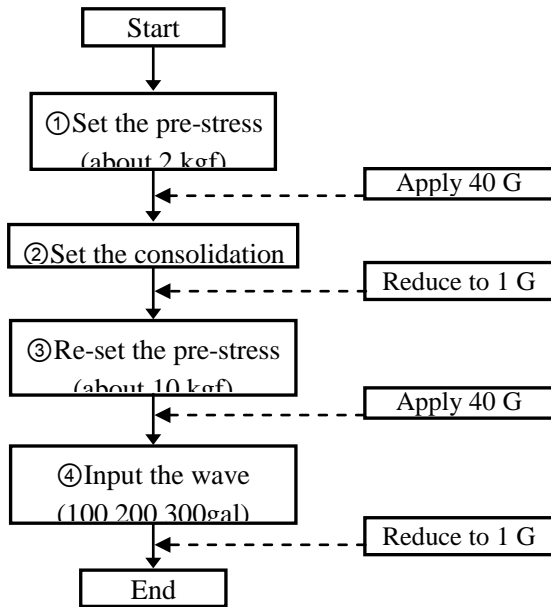 Start
①Set the pre-stress
(about 2 kgf)
Apply 40 G
②Set the consolidation
Reduce to 1 G
③Re-set the pre-stress
(about 10 kgf)
Apply 40 G
④Input the wave
(100 200 300gal)
Reduce to 1 G
End